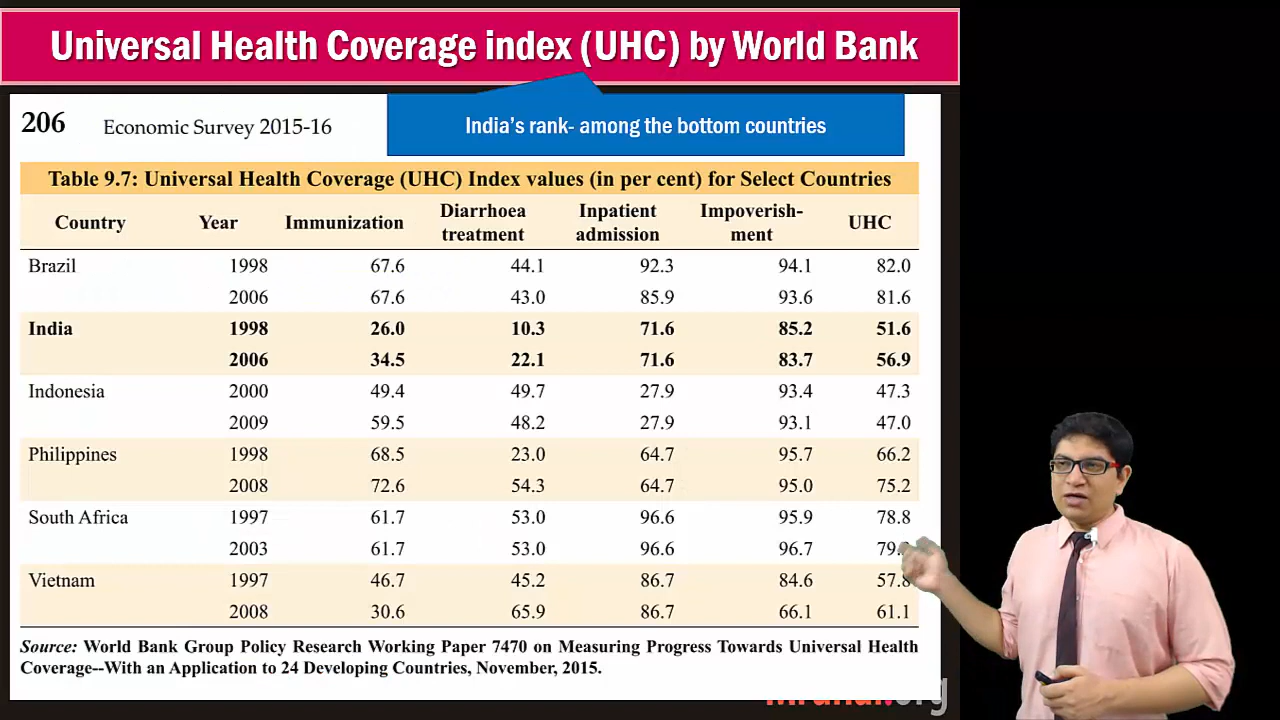 Universal Health Coverage index (UHC) by World Bank
India's rank- among the bottom countries
206 Economic Survey 2015-16
Table 9.7: Universal Health Coverage (UHC) Index values (in per cent) for Select Countries
Country Year Immunization Diarrhoea treatment Inpatient admission Impoverish-ment UHC
Brazil 1998 67.6 44.1 92.3 94.1 82.0
2006 67.6 43.0 85.9 93.6 81.6
India 1998 26.0 10.3 71.6 85.2 51.6
2006 34.5 22.1 71.6 83.7 56.9
Indonesia 2000 49.4 49.7 27.9 93.4 47.3
2009 59.5 48.2 27.9 93.1 47.0
Philippines 1998 68.5 23.0 64.7 95.7 66.2
2008 72.6 54.3 64.7 95.0 75.2
South Africa 1997 61.7 53.0 96.6 95.9 78.8
2003 61.7 53.0 96.6 96.7
Vietnam 1997 46.7 45.2 86.7 84.6 57.8
2008 30.6 65.9 86.7 66.1 61.1
Source: World Bank Group Policy Research Working Paper 7470 on Measuring Progress Towards Universal Health
Coverage--With an Application to 24 Developing Countries, November, 2015.